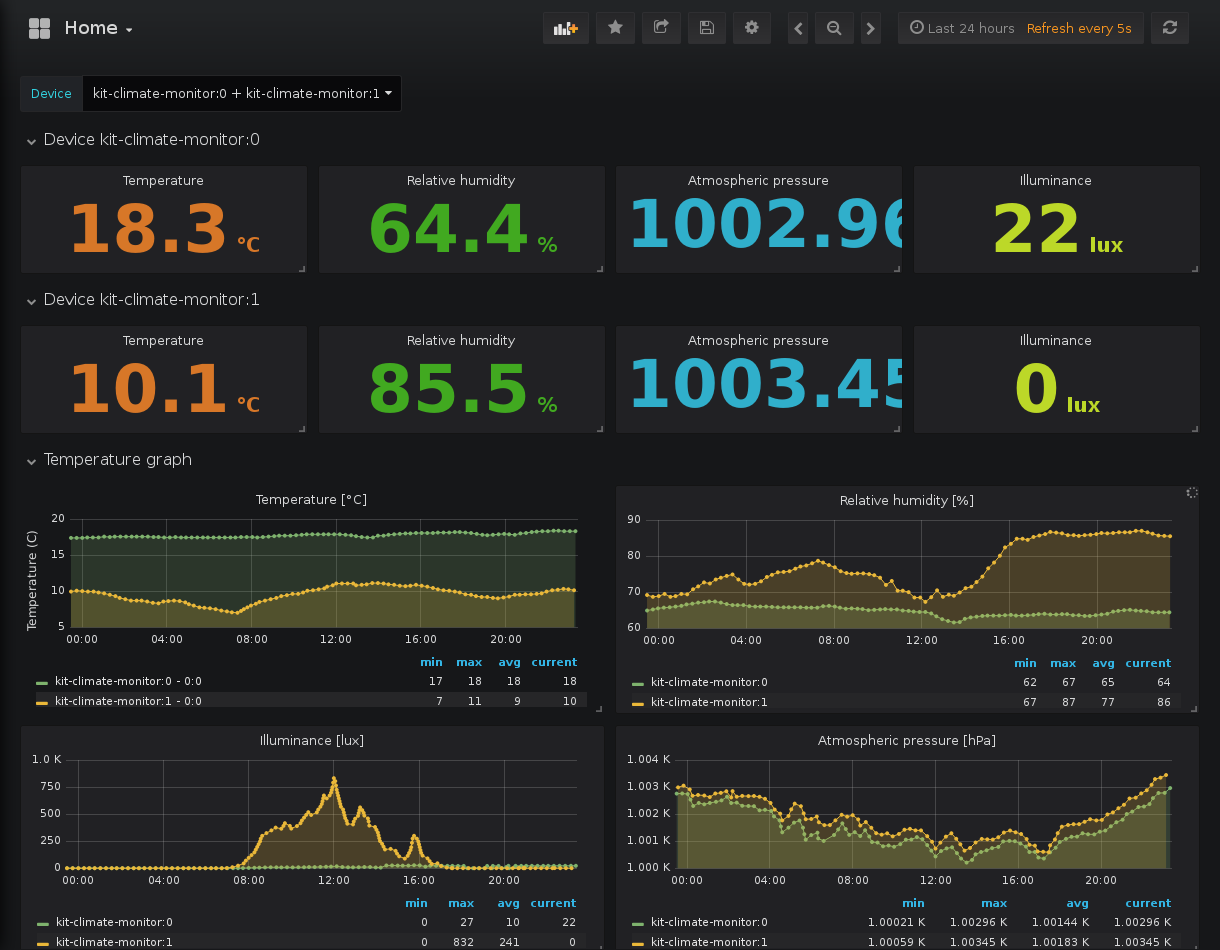 Home
Last 24 hours Refresh every 5s
Device kit-climate-monitor:0 + kit-climate-monitor:1
Device kit-climate-monitor:0
Temperature Relative humidity Atmospheric pressure Illuminance
18.3 °C 64.4 % 1002.96 22 lux
Device kit-climate-monitor:1
Temperature Relative humidity Atmospheric pressure Illuminance
10.1 °C 85.5 % 1003.45 0 lux
Temperature graph
Temperature [°C]
Temperature (C)
20
15
10
5
00:00 04:00 08:00 12:00 16:00 20:00
min max avg current
kit-climate-monitor:0 - 0:0 17 18 18 18
kit-climate-monitor:1 - 0:0 7 11 9 10
Relative humidity [%]
90
80
70
60
00:00 04:00 08:00 12:00 16:00 20:00
min max avg current
kit-climate-monitor:0 62 67 65 64
kit-climate-monitor:1 67 87 77 86
Illuminance [lux]
1.0 K
750
500
250
0
00:00 04:00 08:00 12:00 16:00 20:00
min max avg current
kit-climate-monitor:0 0 27 10 22
kit-climate-monitor:1 0 832 241 0
Atmospheric pressure [hPa]
1.004 K
1.003 K
1.002 K
1.001 K
1.000 K
00:00 04:00 08:00 12:00 16:00 20:00
min max avg current
kit-climate-monitor:0 1.00021 K 1.00296 K 1.00144 K 1.00296 K
kit-climate-monitor:1 1.00059 K 1.00345 K 1.00183 K 1.00345 K